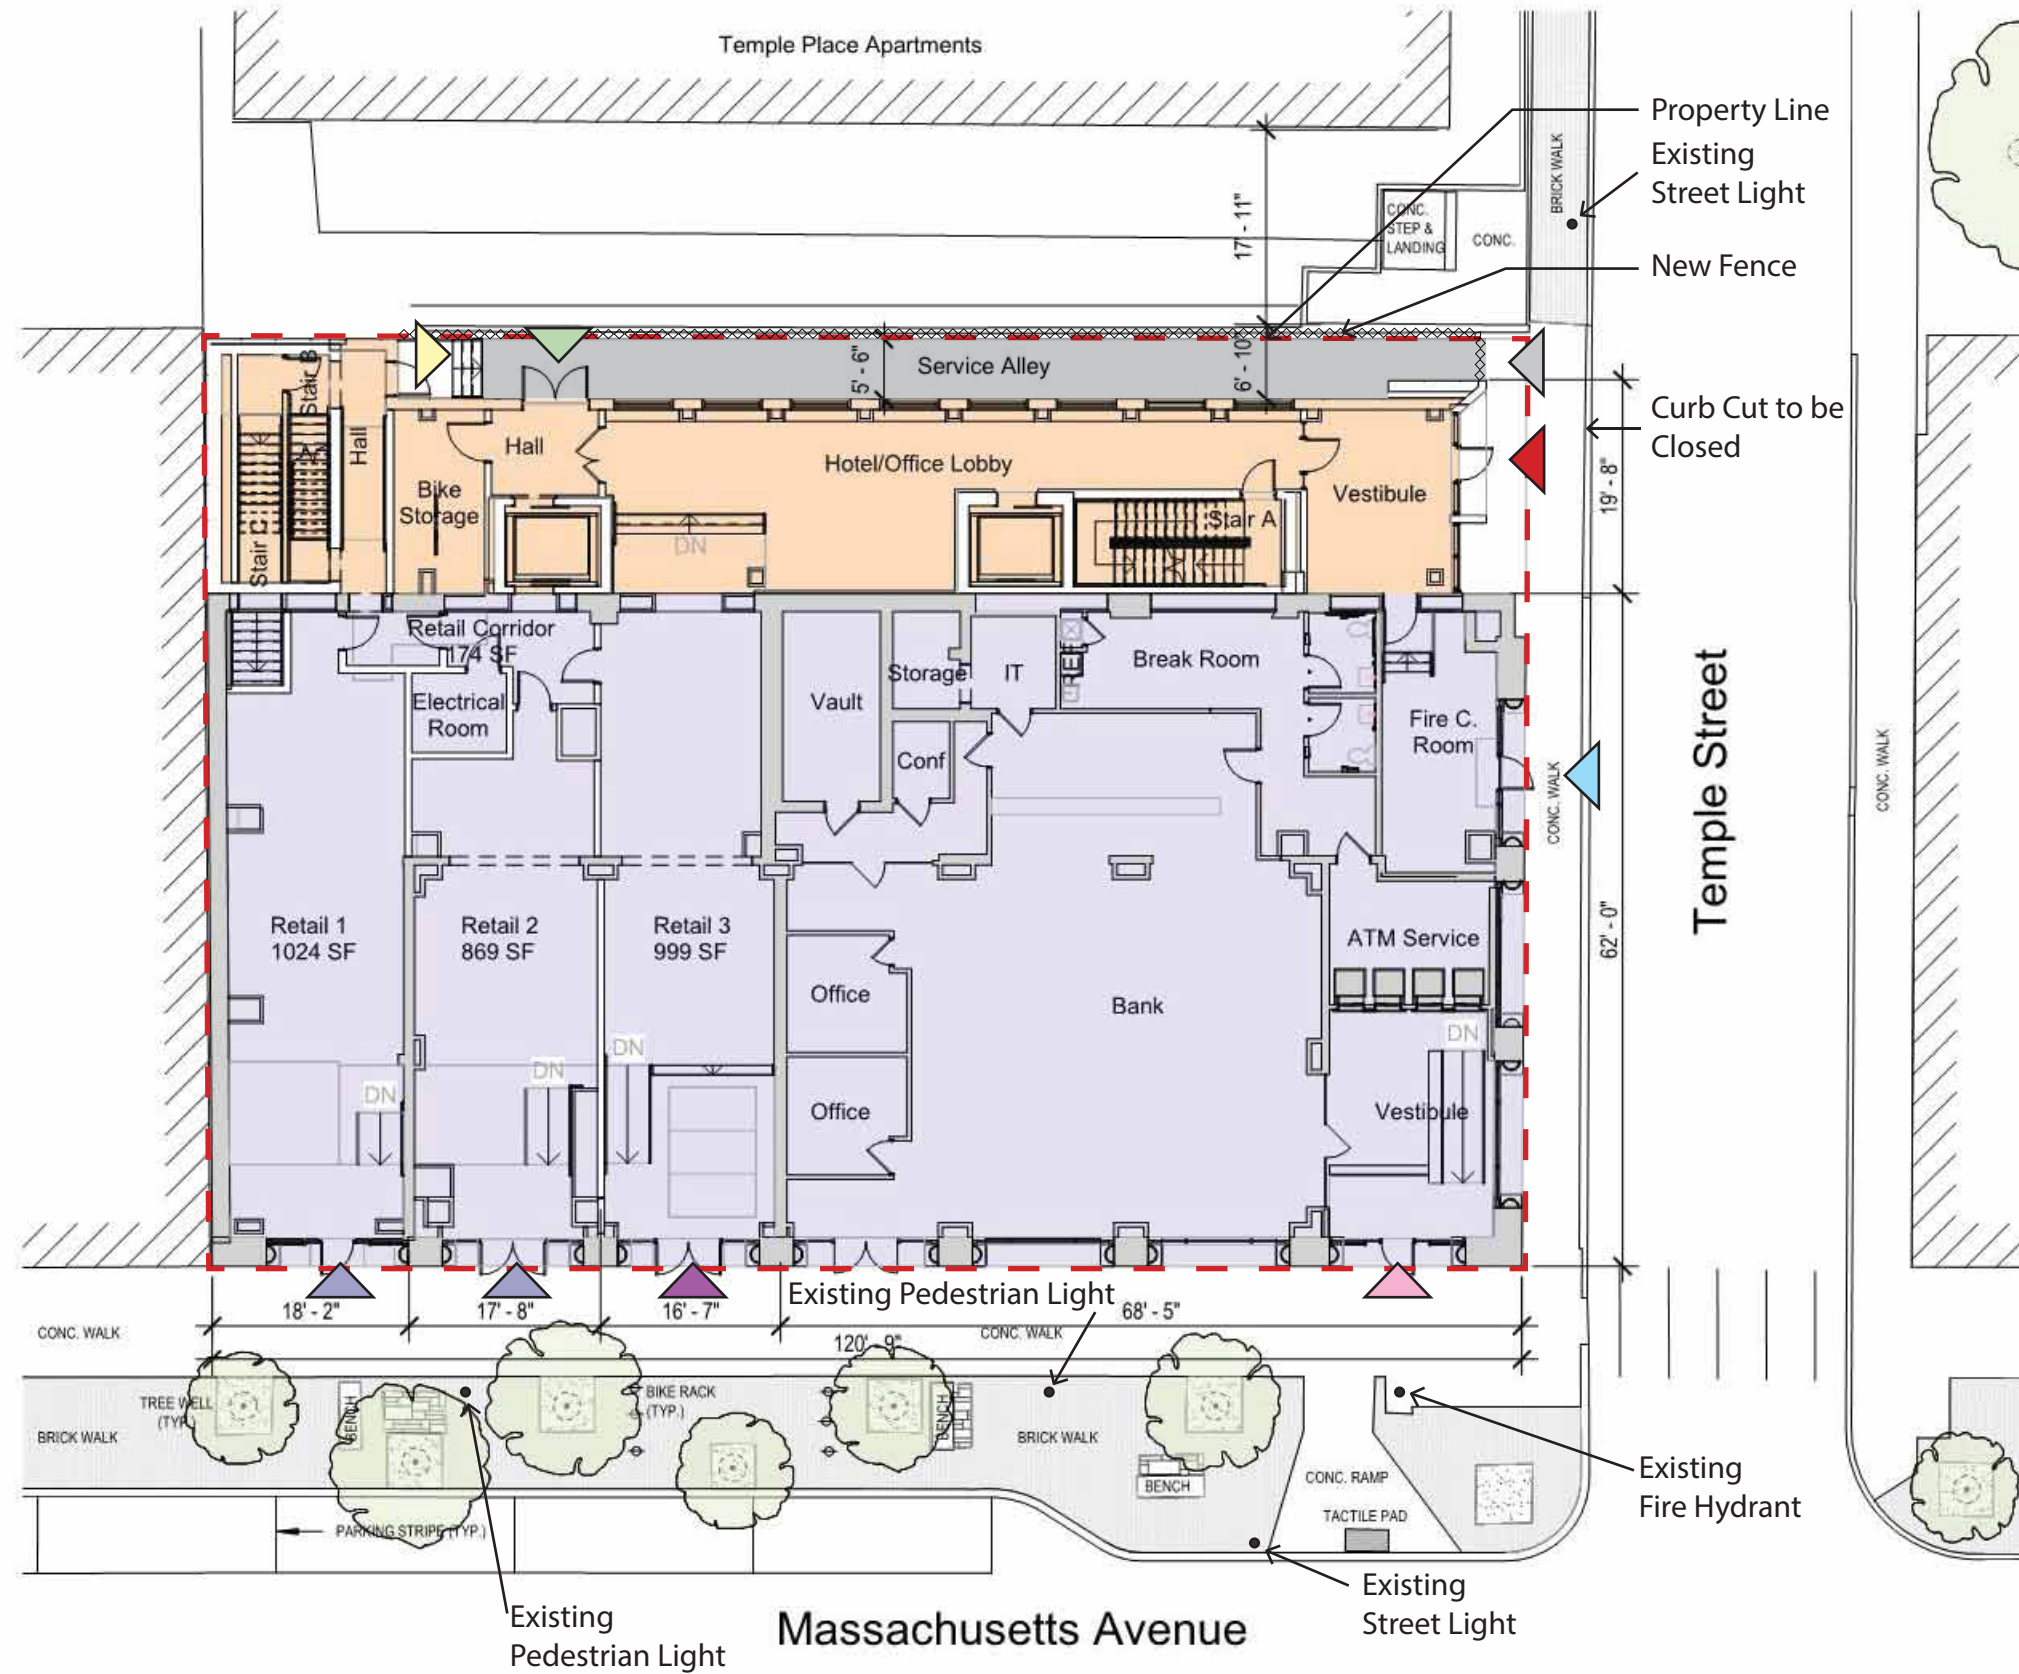 Temple Place Apartments
Property Line
Existing
Street Light
BRICK WALK
17' - 11"
CONC.
STEP &
LANDING
CONC.
New Fence
Service Alley
5' - 6"
6' - 10"
Curb Cut to be
Closed
19' - 8"
Stair B
Hall
Stair C
Bike
Storage
Hall
Hotel/Office Lobby
DN
Stair A
Vestibule
Retail Corridor
174 SF
Electrical
Room
Vault
Storage
IT
REF
Break Room
Conf
Fire C.
Room
CONC. WALK
Temple Street
CONC. WALK
62' - 0"
Retail 1
1024 SF
Retail 2
869 SF
Retail 3
999 SF
Office
Bank
ATM Service
DN
DN
DN
DN
Office
Vestibule
Existing Pedestrian Light
18' - 2"
17' - 8"
16' - 7"
68' - 5"
CONC. WALK
CONC. WALK
120' - 9"
TREE WELL
(TYP.)
BENCH
BIKE RACK
(TYP.)
BENCH
BRICK WALK
BRICK WALK
BENCH
CONC. RAMP
TACTILE PAD
PARKING STRIPE (TYP.)
Existing
Fire Hydrant
Existing
Street Light
Existing
Pedestrian Light
Massachusetts Avenue